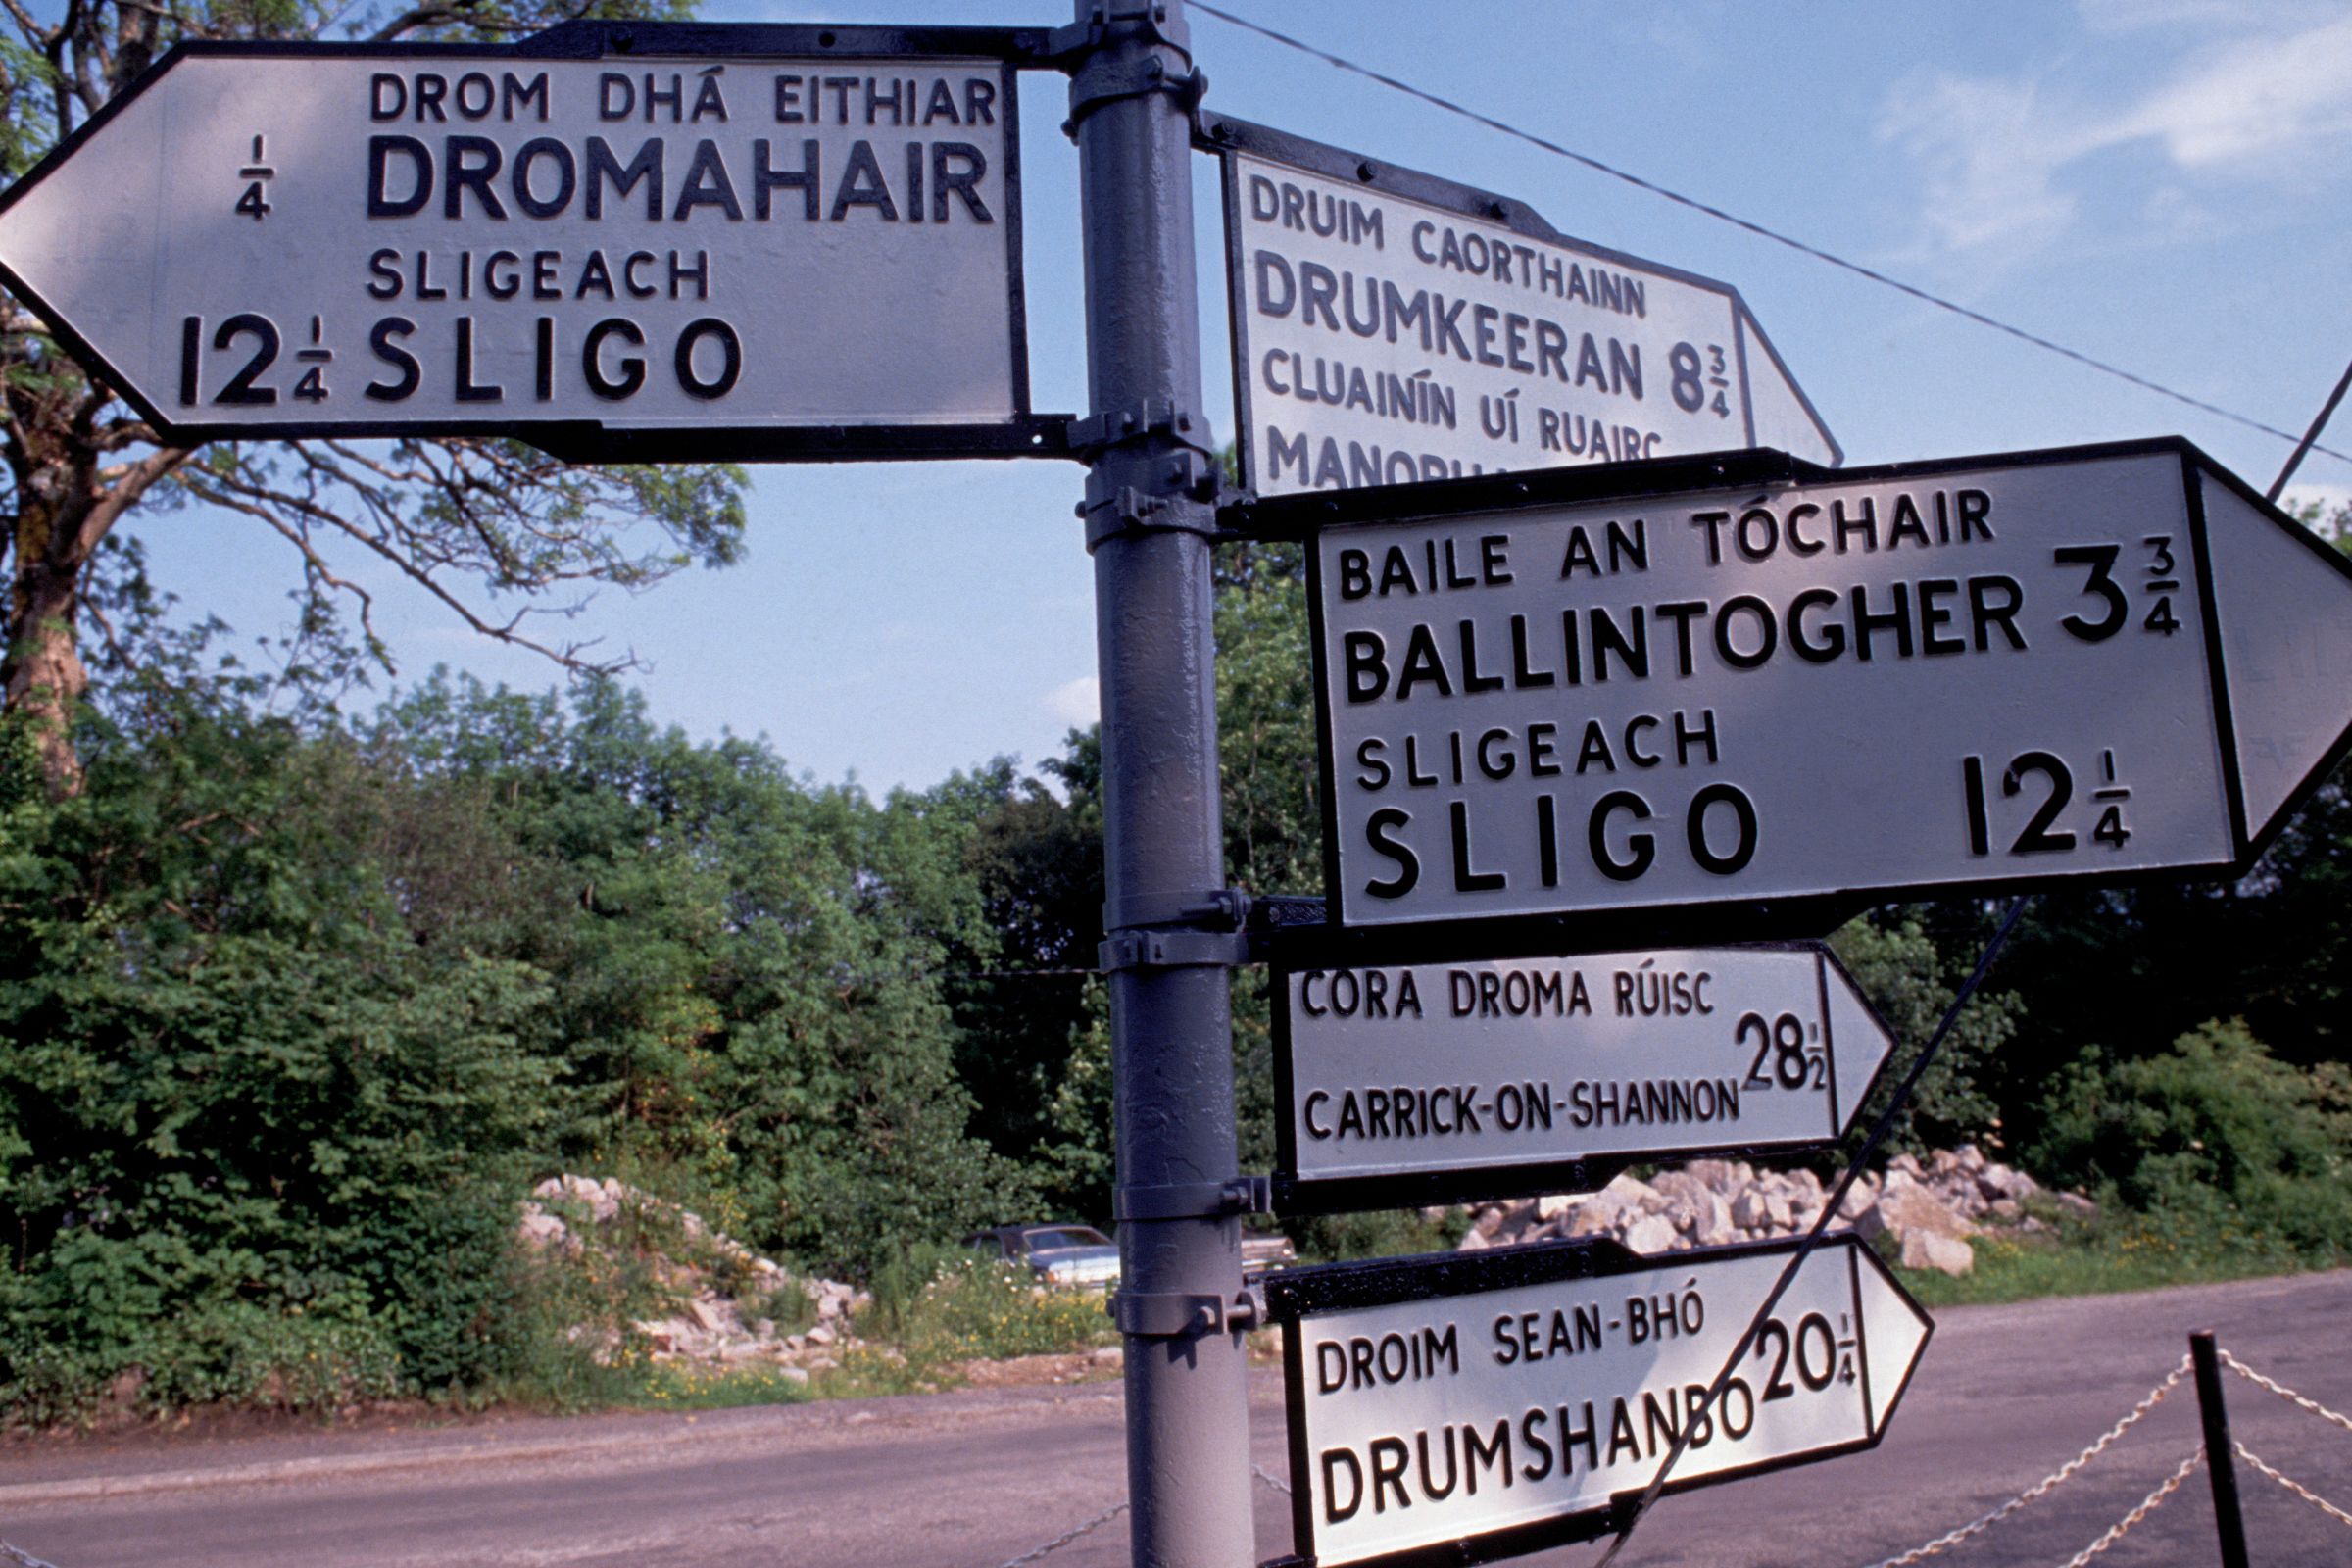 DROM DHÁ EITHIAR
1/4 DROMAHAIR
SLIGEACH
12 1/4 SLIGO
DRUIM CAORTHAINN
DRUMKEERAN 8 3/4
CLUAINÍN UÍ RUAIRC
BAILE AN TÓCHAIR
BALLINTOGHER 3 3/4
SLIGEACH
SLIGO 12 1/4
CORA DROMA RÚISC
28 1/2
CARRICK-ON-SHANNON
DROIM SEAN-BHÓ
20 1/4
DRUMSHANBO